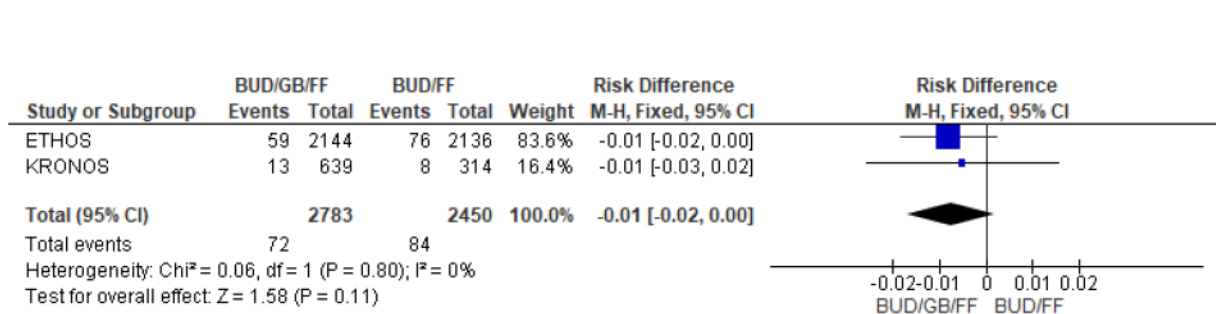 BUD/GB/FF BUD/FF Risk Difference Risk Difference
Study or Subgroup Events Total Events Total Weight M-H, Fixed, 95% CI M-H, Fixed, 95% CI
ETHOS 59 2144 76 2136 83.6% -0.01 [-0.02, 0.00]
KRONOS 13 639 8 314 16.4% -0.01 [-0.03, 0.02]
Total (95% CI) 2783 2450 100.0% -0.01 [-0.02, 0.00]
Total events 72 84
Heterogeneity: Chi² = 0.06, df = 1 (P = 0.80); I² = 0%
Test for overall effect: Z = 1.58 (P = 0.11)
-0.02 -0.01 0 0.01 0.02
BUD/GB/FF BUD/FF